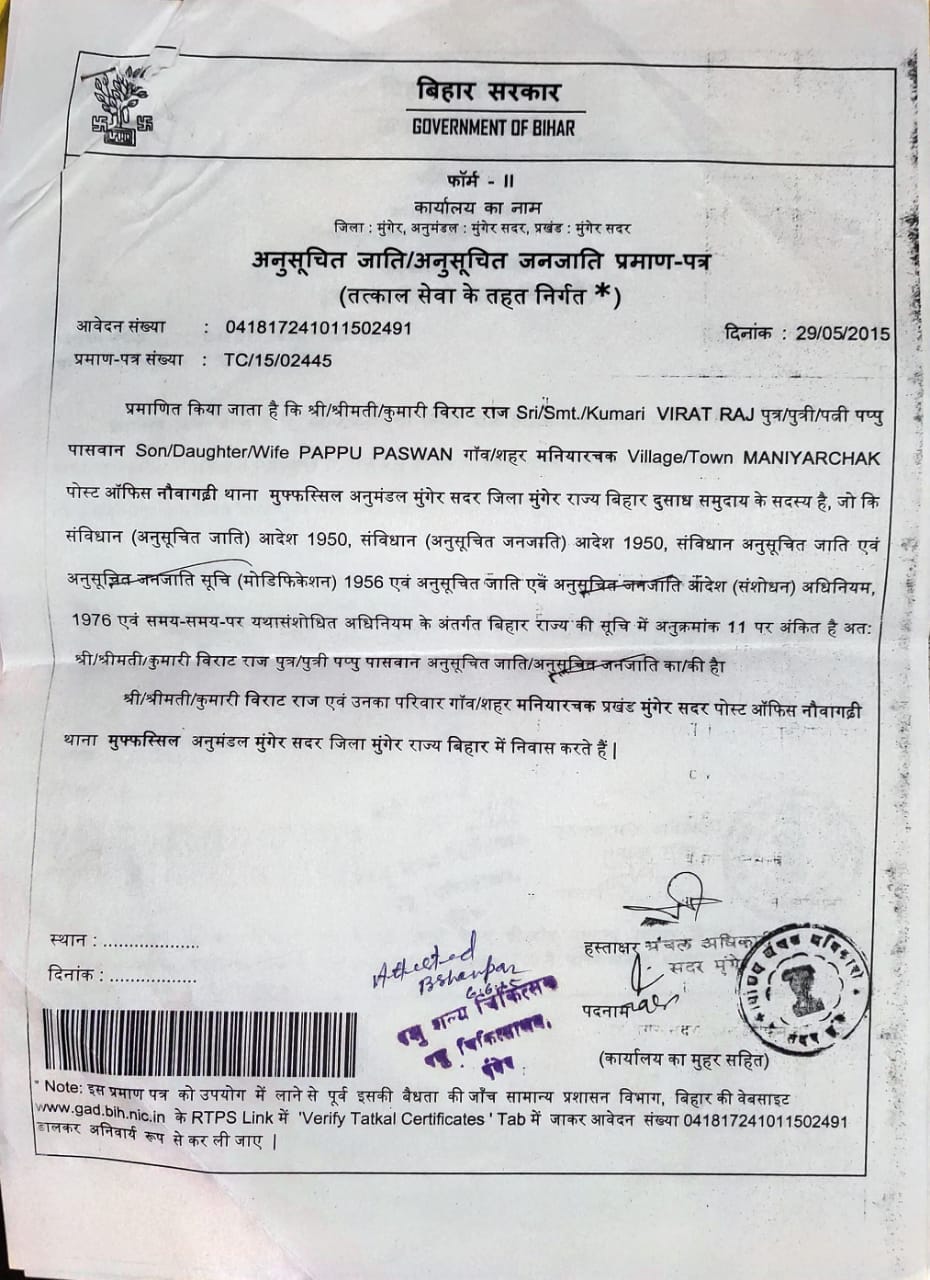 बिहार सरकार
GOVERNMENT OF BIHAR
फॉर्म - II
कार्यालय का नाम
जिला : मुंगेर, अनुमंडल : मुंगेर सदर, प्रखंड : मुंगेर सदर
अनुसूचित जाति/अनुसूचित जनजाति प्रमाण-पत्र
(तत्काल सेवा के तहत निर्गत *)
आवेदन संख्या : 041817241011502491 दिनांक : 29/05/2015
प्रमाण-पत्र संख्या : TC/15/02445
प्रमाणित किया जाता है कि श्री/श्रीमती/कुमारी विराट राज Sri/Smt./Kumari VIRAT RAJ पुत्र/पुत्री/पत्नी पप्पु
पासवान Son/Daughter/Wife PAPPU PASWAN गाँव/शहर मनियारचक Village/Town MANIYARCHAK
पोस्ट ऑफिस नौवागढ़ी थाना मुफ्फस्सिल अनुमंडल मुंगेर सदर जिला मुंगेर राज्य बिहार दुसाध समुदाय के सदस्य है, जो कि
संविधान (अनुसूचित जाति) आदेश 1950, संविधान (अनुसूचित जनजाति) आदेश 1950, संविधान अनुसूचित जाति एवं
अनुसूचित जनजाति सूचि (मोडिफिकेशन) 1956 एवं अनुसूचित जाति एवं अनुसूचित जनजाति आदेश (संशोधन) अधिनियम,
1976 एवं समय-समय-पर यथासंशोधित अधिनियम के अंतर्गत बिहार राज्य की सूचि में अनुक्रमांक 11 पर अंकित है अत:
श्री/श्रीमती/कुमारी विराट राज पुत्र/पुत्री पप्पु पासवान अनुसूचित जाति/अनुसूचित जनजाति का/की है।
श्री/श्रीमती/कुमारी विराट राज एवं उनका परिवार गाँव/शहर मनियारचक प्रखंड मुंगेर सदर पोस्ट ऑफिस नौवागढ़ी
थाना मुफ्फस्सिल अनुमंडल मुंगेर सदर जिला मुंगेर राज्य बिहार में निवास करते हैं |
स्थान : ...................
हस्ताक्षर अंचल अधिकारी
सदर मुंगेर
दिनांक : .................
Attested
पशु शल्य चिकित्सक
पशु चिकित्सालय,
मुंगेर
पदनाम
(कार्यालय का मुहर सहित)
* Note: इस प्रमाण पत्र को उपयोग में लाने से पूर्व इसकी बैधता की जाँच सामान्य प्रशासन विभाग, बिहार की वेबसाइट
www.gad.bih.nic.in के RTPS Link में 'Verify Tatkal Certificates ' Tab में जाकर आवेदन संख्या 041817241011502491
डालकर अनिवार्य रूप से कर ली जाए |